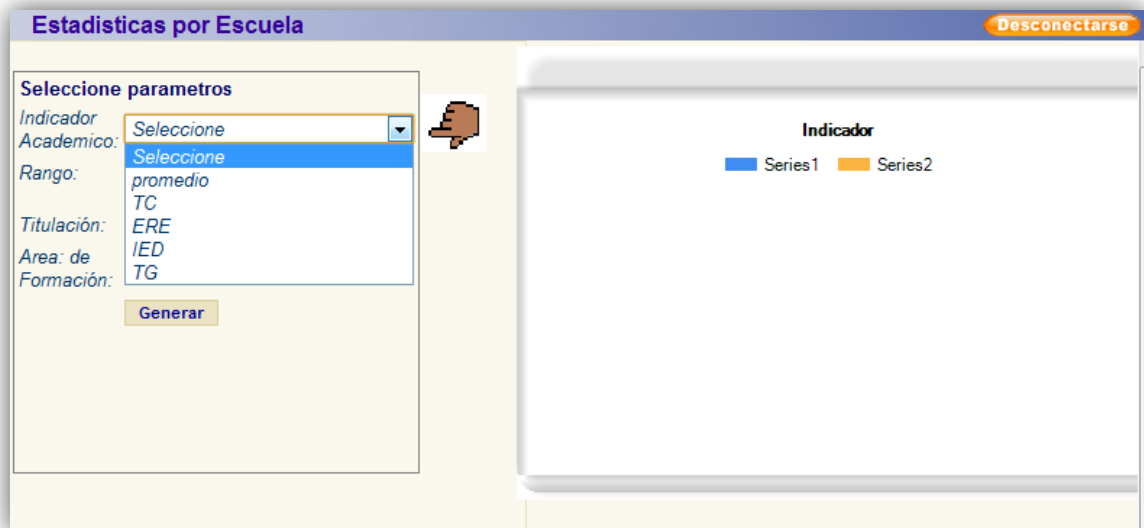 Estadisticas por Escuela
Desconectarse
Seleccione parametros
Indicador
Academico:
Seleccione
Seleccione
promedio
TC
ERE
IED
TG
Rango:
Titulación:
Area: de
Formación:
Generar
Indicador
Series1 Series2